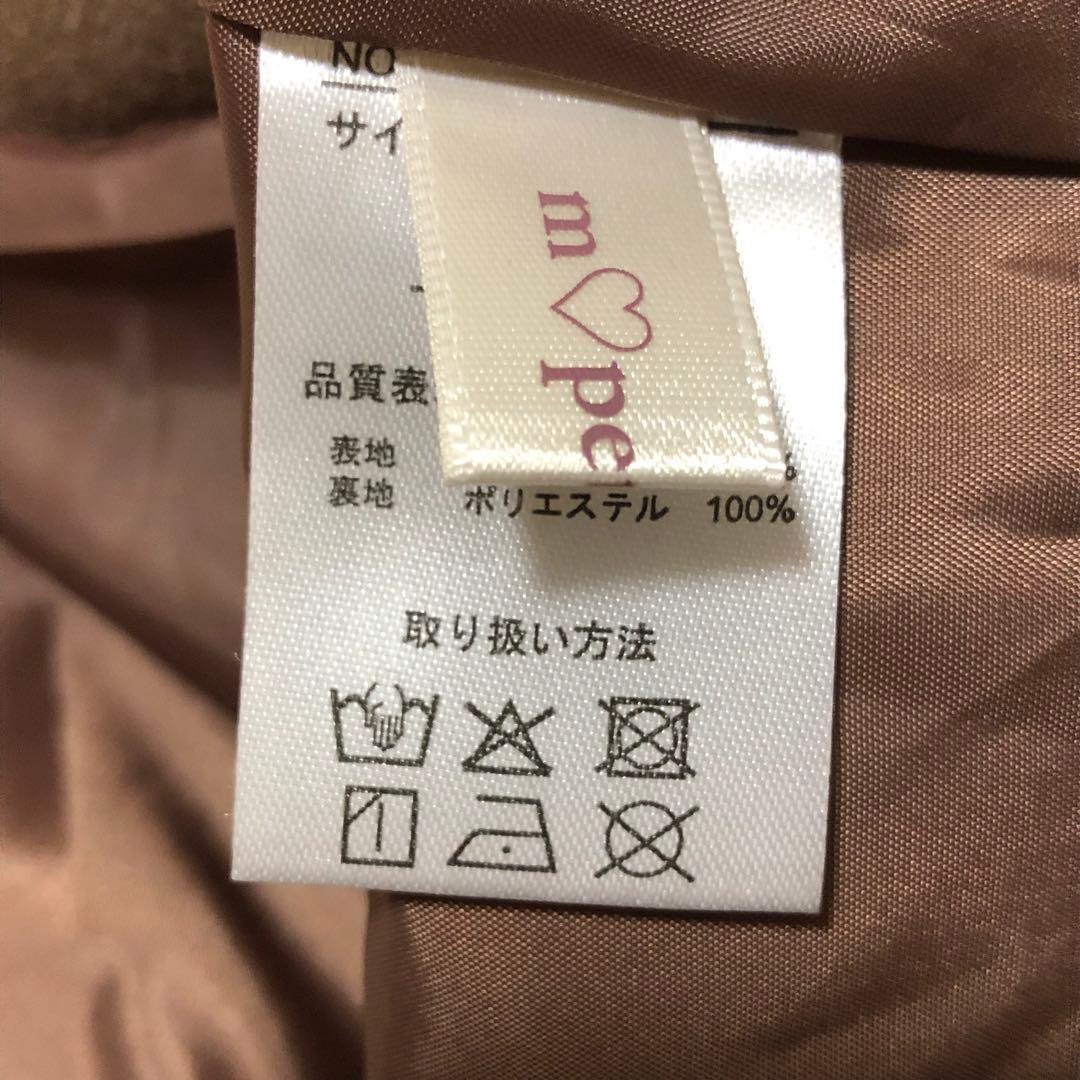 NO
サイ
m♡pe
品質表
表地 %
裏地 ポリエステル 100%
取り扱い方法